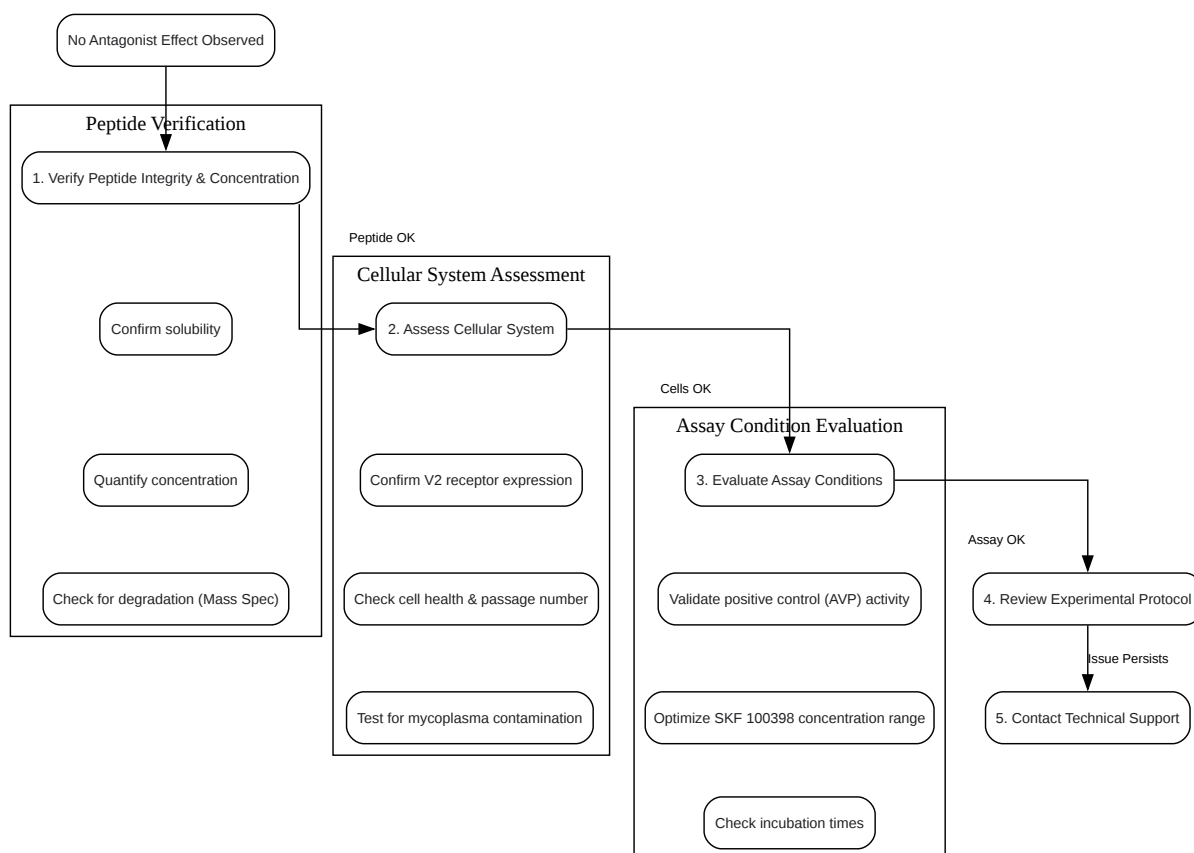 No Antagonist Effect Observed
Peptide Verification
1. Verify Peptide Integrity & Concentration
Confirm solubility
Quantify concentration
Check for degradation (Mass Spec)
Peptide OK
Cellular System Assessment
2. Assess Cellular System
Confirm V2 receptor expression
Check cell health & passage number
Test for mycoplasma contamination
Cells OK
Assay Condition Evaluation
3. Evaluate Assay Conditions
Validate positive control (AVP) activity
Optimize SKF 100398 concentration range
Check incubation times
Assay OK
4. Review Experimental Protocol
Issue Persists
5. Contact Technical Support